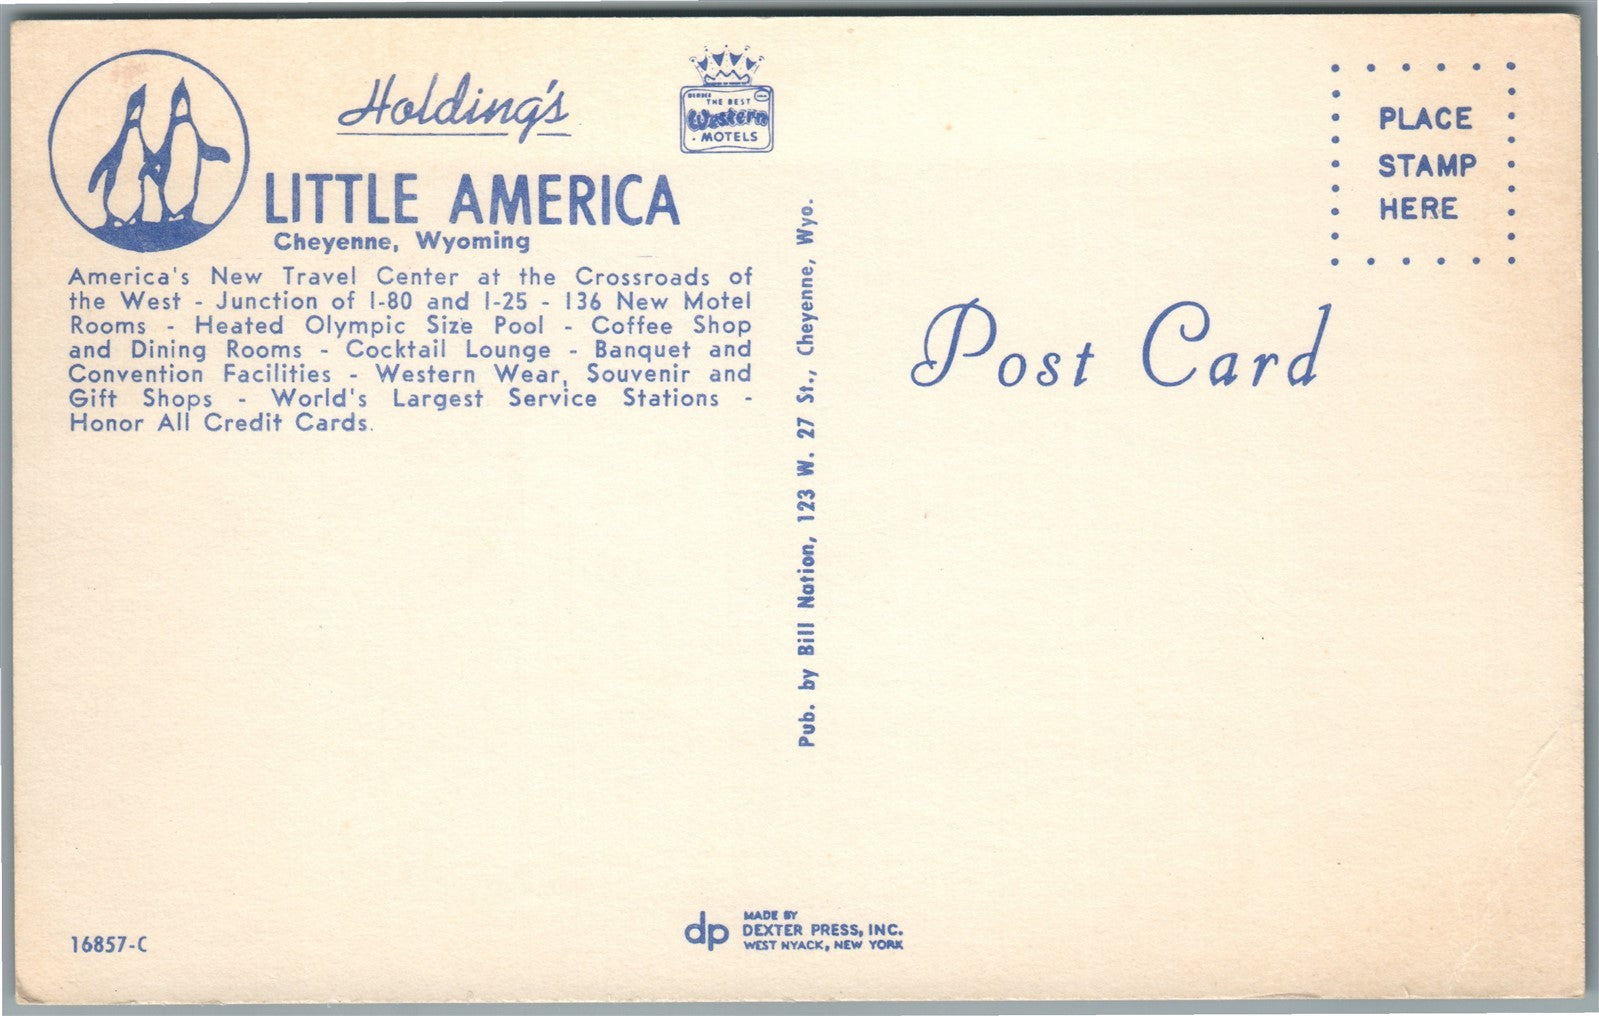 Holding's
LITTLE AMERICA
Cheyenne, Wyoming
America's New Travel Center at the Crossroads of
the West - Junction of I-80 and I-25 - 136 New Motel
Rooms - Heated Olympic Size Pool - Coffee Shop
and Dining Rooms - Cocktail Lounge - Banquet and
Convention Facilities - Western Wear, Souvenir and
Gift Shops - World's Largest Service Stations -
Honor All Credit Cards.
THE BEST
Western
MOTELS
16857-C
Pub. by Bill Nation, 123 W. 27 St., Cheyenne, Wyo.
dp
MADE BY
DEXTER PRESS, INC.
WEST NYACK, NEW YORK
Post Card
PLACE
STAMP
HERE